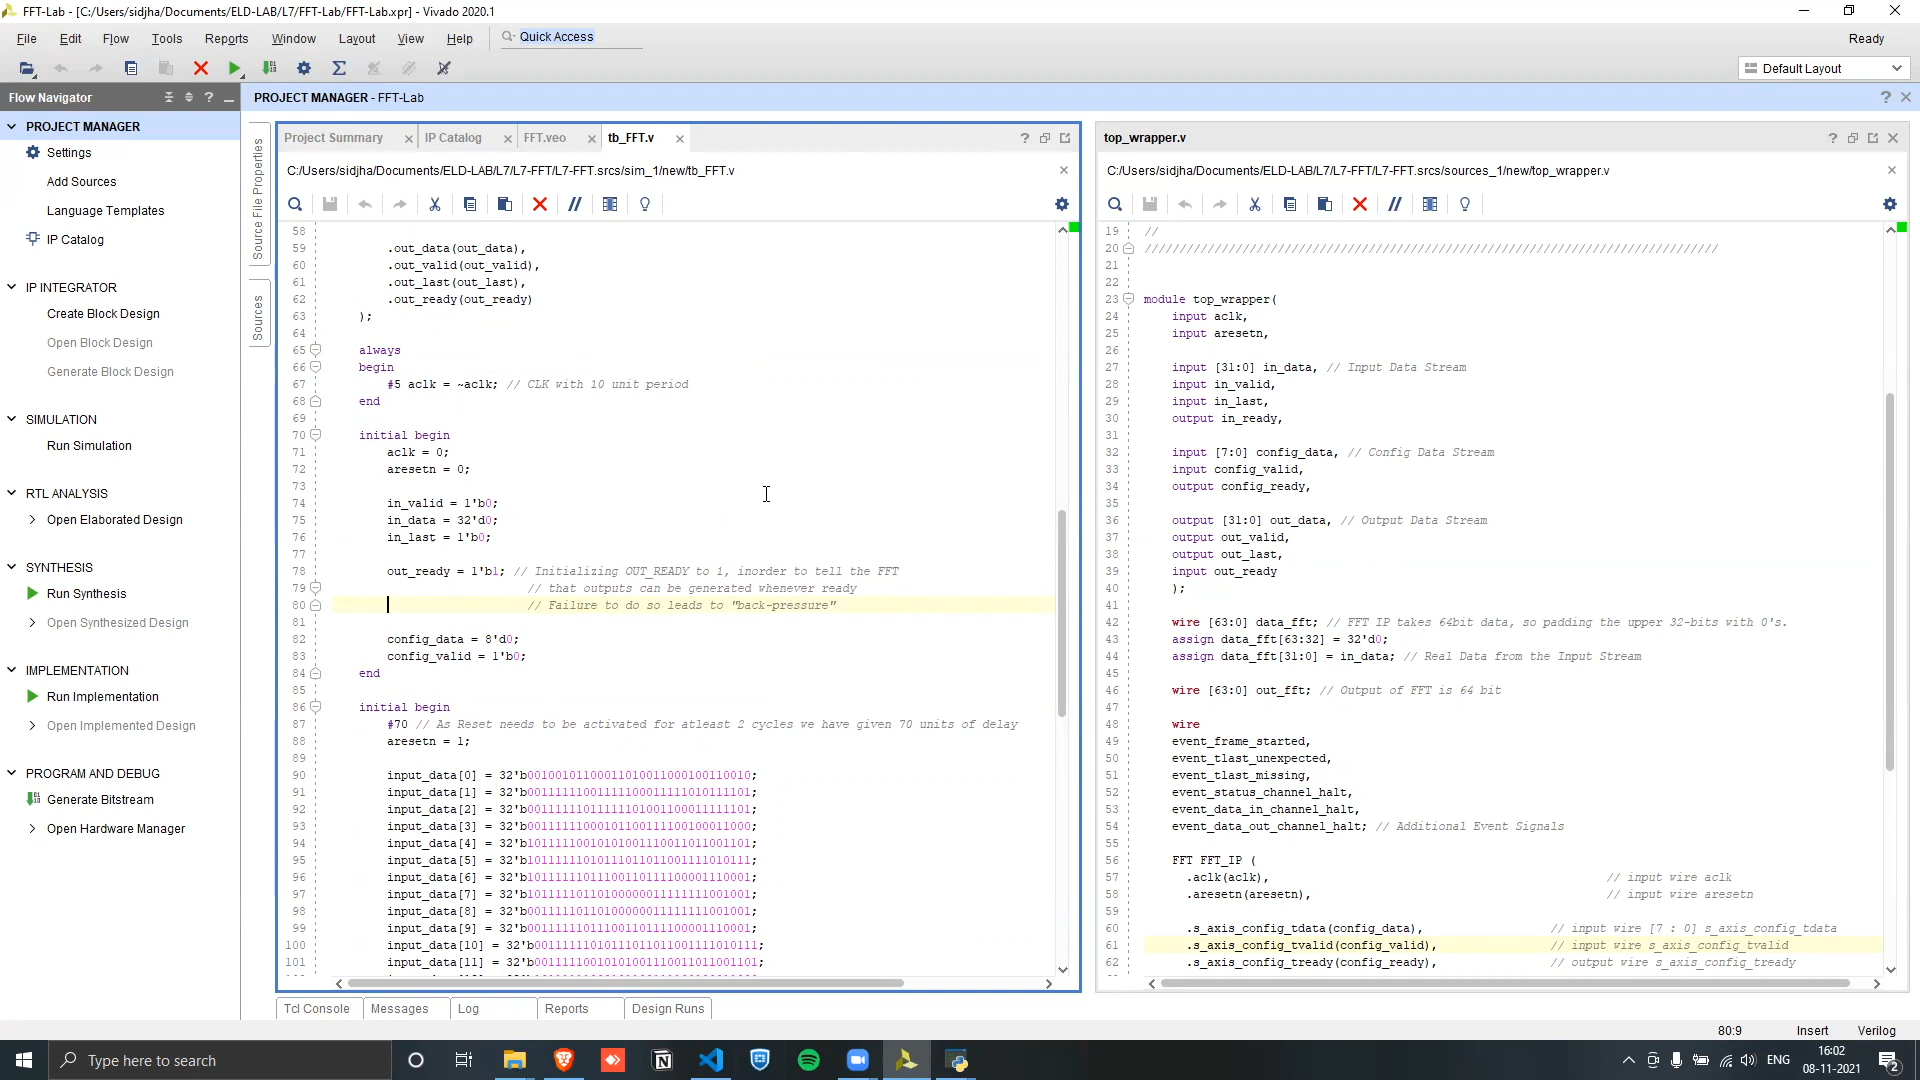 FFT-Lab - [C:/Users/sidjha/Documents/ELD-LAB/L7/FFT-Lab/FFT-Lab.xpr] - Vivado 2020.1
File Edit Flow Tools Reports Window Layout View Help Quick Access Ready
Default Layout
Flow Navigator
PROJECT MANAGER - FFT-Lab
PROJECT MANAGER
Settings
Add Sources
Language Templates
IP Catalog
IP INTEGRATOR
Create Block Design
Open Block Design
Generate Block Design
SIMULATION
Run Simulation
RTL ANALYSIS
Open Elaborated Design
SYNTHESIS
Run Synthesis
Open Synthesized Design
IMPLEMENTATION
Run Implementation
Open Implemented Design
PROGRAM AND DEBUG
Generate Bitstream
Open Hardware Manager
Source File Properties
Sources
Project Summary IP Catalog FFT.veo tb_FFT.v
C:/Users/sidjha/Documents/ELD-LAB/L7/L7-FFT/L7-FFT.srcs/sim_1/new/tb_FFT.v
58
59 .out_data(out_data),
60 .out_valid(out_valid),
61 .out_last(out_last),
62 .out_ready(out_ready)
63 );
64
65 always
66 begin
67 #5 aclk = ~aclk; // CLK with 10 unit period
68 end
69
70 initial begin
71 aclk = 0;
72 aresetn = 0;
73
74 in_valid = 1'b0;
75 in_data = 32'd0;
76 in_last = 1'b0;
77
78 out_ready = 1'b1; // Initializing OUT_READY to 1, inorder to tell the FFT
79 // that outputs can be generated whenever ready
80 // Failure to do so leads to "back-pressure"
81
82 config_data = 8'd0;
83 config_valid = 1'b0;
84 end
85
86 initial begin
87 #70 // As Reset needs to be activated for atleast 2 cycles we have given 70 units of delay
88 aresetn = 1;
89
90 input_data[0] = 32'b
91 input_data[1] = 32'b
92 input_data[2] = 32'b
93 input_data[3] = 32'b
94 input_data[4] = 32'b
95 input_data[5] = 32'b
96 input_data[6] = 32'b
97 input_data[7] = 32'b
98 input_data[8] = 32'b
99 input_data[9] = 32'b
100 input_data[10] = 32'b
101 input_data[11] = 32'b
top_wrapper.v
C:/Users/sidjha/Documents/ELD-LAB/L7/L7-FFT/L7-FFT.srcs/sources_1/new/top_wrapper.v
19 //
20 //////////////////////////////////////////////////////////////////////////////////
21
22
23 module top_wrapper(
24 input aclk,
25 input aresetn,
26
27 input [31:0] in_data, // Input Data Stream
28 input in_valid,
29 input in_last,
30 output in_ready,
31
32 input [7:0] config_data, // Config Data Stream
33 input config_valid,
34 output config_ready,
35
36 output [31:0] out_data, // Output Data Stream
37 output out_valid,
38 output out_last,
39 input out_ready
40 );
41
42 wire [63:0] data_fft; // FFT IP takes 64bit data, so padding the upper 32-bits with 0's.
43 assign data_fft[63:32] = 32'd0;
44 assign data_fft[31:0] = in_data; // Real Data from the Input Stream
45
46 wire [63:0] out_fft; // Output of FFT is 64 bit
47
48 wire
49 event_frame_started,
50 event_tlast_unexpected,
51 event_tlast_missing,
52 event_status_channel_halt,
53 event_data_in_channel_halt,
54 event_data_out_channel_halt; // Additional Event Signals
55
56 FFT FFT_IP (
57 .aclk(aclk), // input wire aclk
58 .aresetn(aresetn), // input wire aresetn
59
60 .s_axis_config_tdata(config_data), // input wire [7 : 0] s_axis_config_tdata
61 .s_axis_config_tvalid(config_valid), // input wire s_axis_config_tvalid
62 .s_axis_config_tready(config_ready), // output wire s_axis_config_tready
Tcl Console Messages Log Reports Design Runs
80:9 Insert Verilog
Type here to search
ENG
16:02
08-11-2021
2